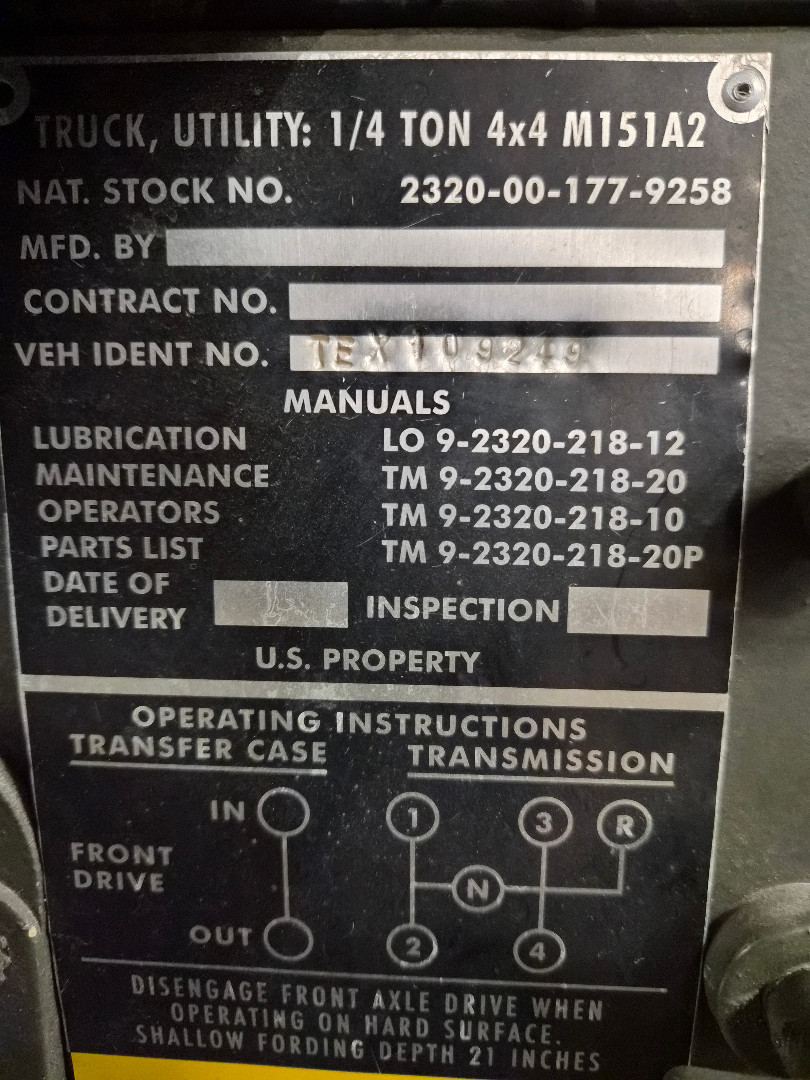 TRUCK, UTILITY: 1/4 TON 4x4 M151A2
NAT. STOCK NO. 2320-00-177-9258
MFD. BY
CONTRACT NO.
VEH IDENT NO. TEX109249
MANUALS
LUBRICATION LO 9-2320-218-12
MAINTENANCE TM 9-2320-218-20
OPERATORS TM 9-2320-218-10
PARTS LIST TM 9-2320-218-20P
DATE OF
DELIVERY INSPECTION
U.S. PROPERTY
OPERATING INSTRUCTIONS
TRANSFER CASE TRANSMISSION
IN 1 3 R
FRONT
DRIVE N
OUT 2 4
DISENGAGE FRONT AXLE DRIVE WHEN
OPERATING ON HARD SURFACE.
SHALLOW FORDING DEPTH 21 INCHES